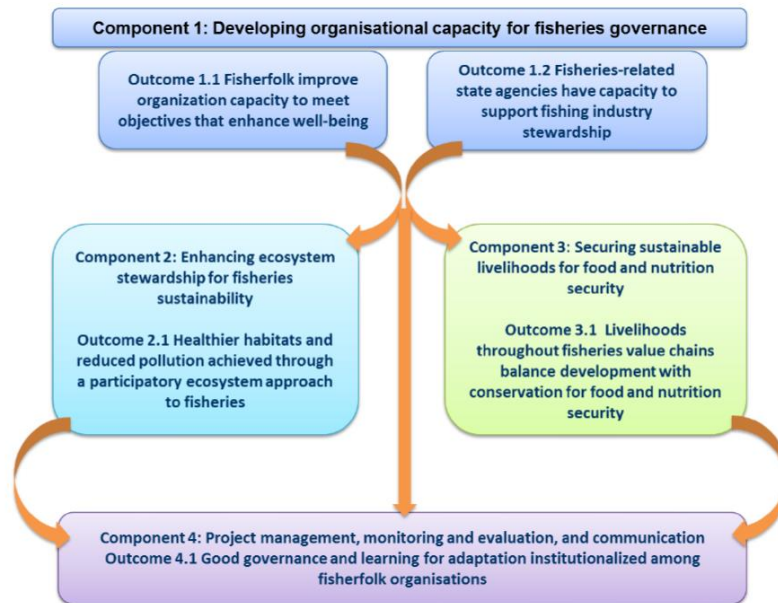 Component 1: Developing organisational capacity for fisheries governance
Outcome 1.1 Fisherfolk improve
organization capacity to meet
objectives that enhance well-being
Outcome 1.2 Fisheries-related
state agencies have capacity to
support fishing industry
stewardship
Component 2: Enhancing ecosystem
stewardship for fisheries
sustainability
Outcome 2.1 Healthier habitats and
reduced pollution achieved through
a participatory ecosystem approach
to fisheries
Component 3: Securing sustainable
livelihoods for food and nutrition
security
Outcome 3.1 Livelihoods
throughout fisheries value chains
balance development with
conservation for food and nutrition
security
Component 4: Project management, monitoring and evaluation, and communication
Outcome 4.1 Good governance and learning for adaptation institutionalized among
fisherfolk organisations